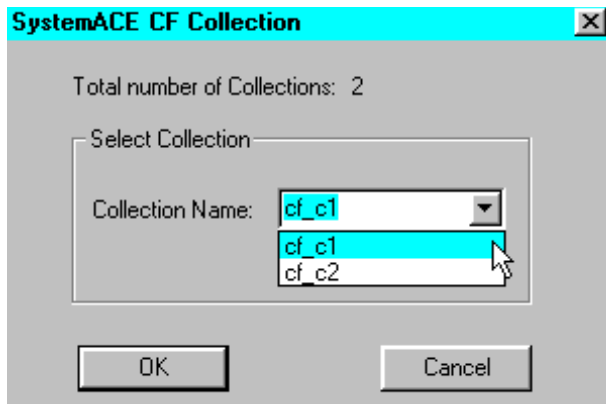 SystemACE CF Collection
Total number of Collections: 2
Select Collection
Collection Name: cf_c1
cf_c1
cf_c2
OK Cancel